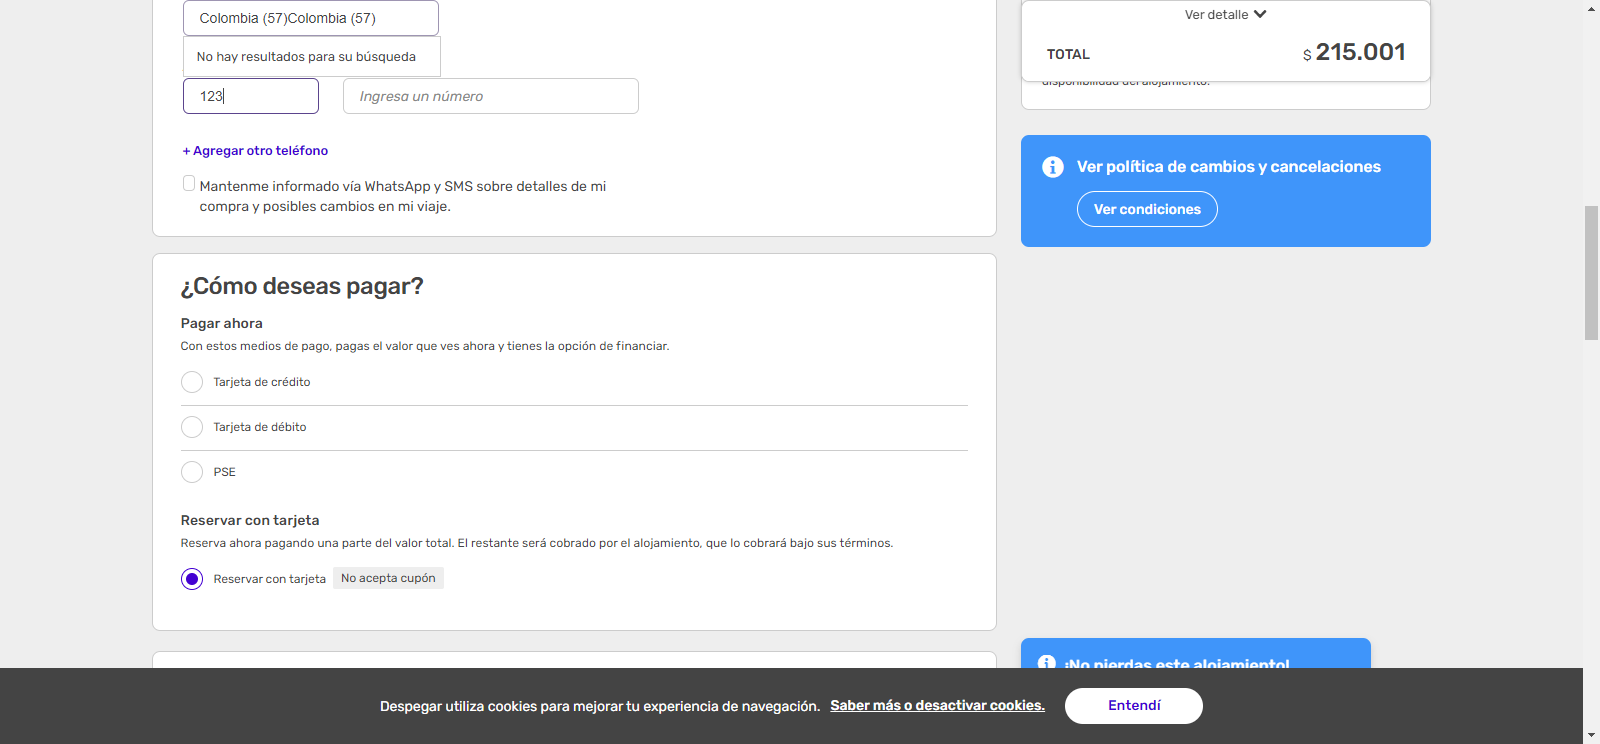 Colombia (57)Colombia (57)
No hay resultados para su búsqueda
123
Ingresa un número
+ Agregar otro teléfono
Mantenme informado vía WhatsApp y SMS sobre detalles de mi
compra y posibles cambios en mi viaje.
¿Cómo deseas pagar?
Pagar ahora
Con estos medios de pago, pagas el valor que ves ahora y tienes la opción de financiar.
Tarjeta de crédito
Tarjeta de débito
PSE
Reservar con tarjeta
Reserva ahora pagando una parte del valor total. El restante será cobrado por el alojamiento, que lo cobrará bajo sus términos.
Reservar con tarjeta No acepta cupón
Ver detalle
TOTAL $ 215.001
disponibilidad del alojamiento.
Ver política de cambios y cancelaciones
Ver condiciones
¡No pierdas este alojamiento!
Despegar utiliza cookies para mejorar tu experiencia de navegación. Saber más o desactivar cookies. Entendí